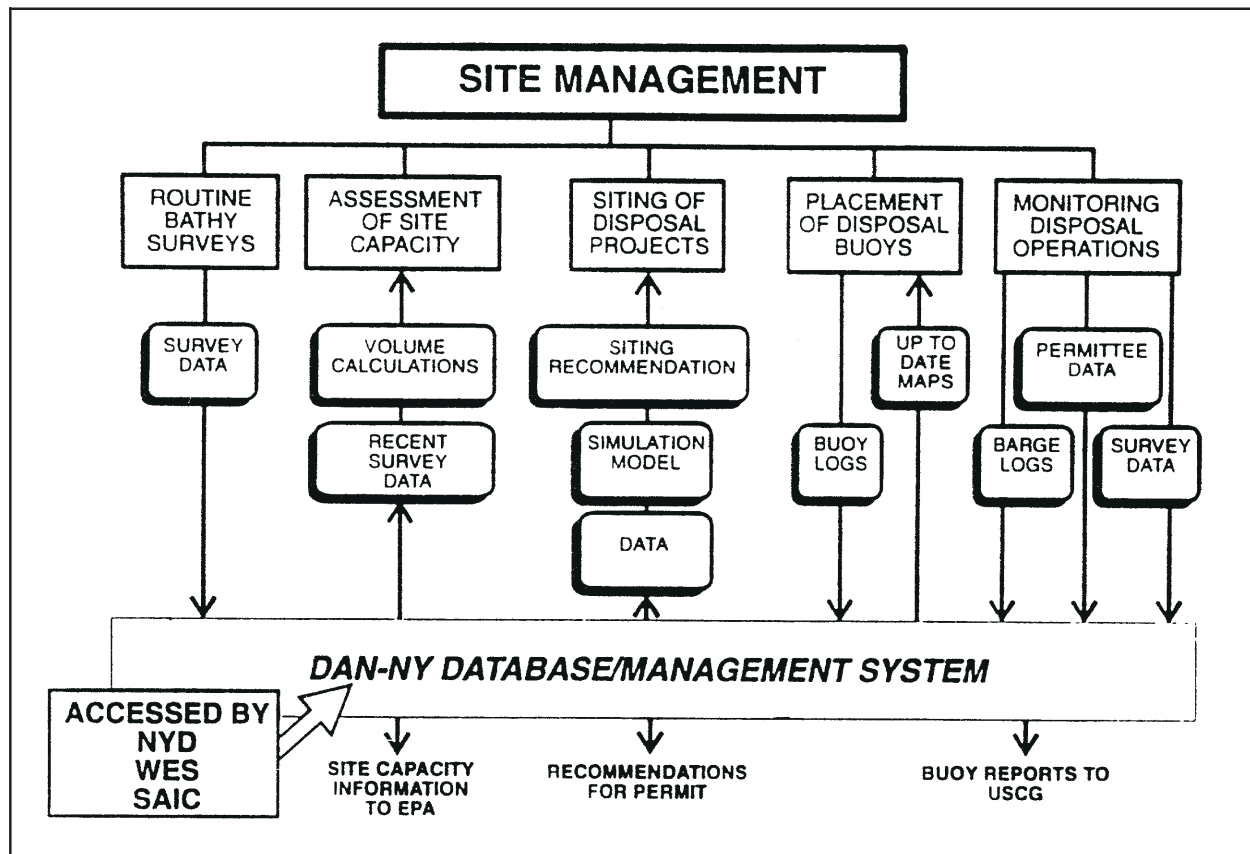 SITE MANAGEMENT
ROUTINE
BATHY
SURVEYS
ASSESSMENT
OF SITE
CAPACITY
SITING OF
DISPOSAL
PROJECTS
PLACEMENT
OF DISPOSAL
BUOYS
MONITORING
DISPOSAL
OPERATIONS
SURVEY
DATA
VOLUME
CALCULATIONS
SITING
RECOMMENDATION
UP TO
DATE
MAPS
PERMITTEE
DATA
RECENT
SURVEY
DATA
SIMULATION
MODEL
BUOY
LOGS
BARGE
LOGS
SURVEY
DATA
DATA
DAN-NY DATABASE/MANAGEMENT SYSTEM
ACCESSED BY
NYD
WES
SAIC
SITE CAPACITY
INFORMATION
TO EPA
RECOMMENDATIONS
FOR PERMIT
BUOY REPORTS TO
USCG